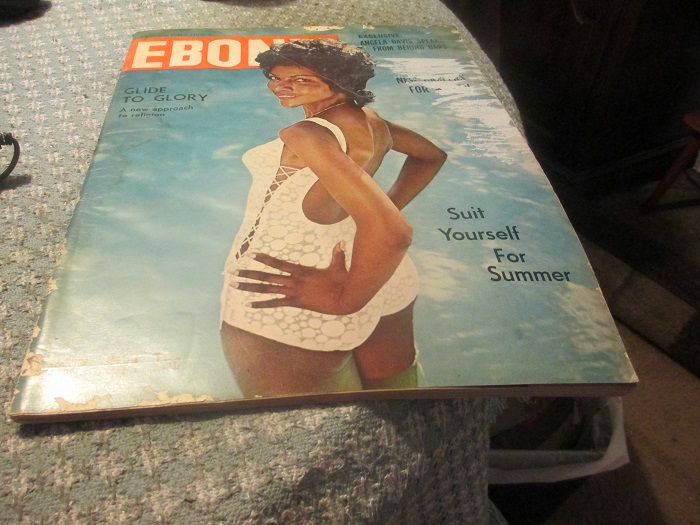 EBON
EXCLUSIVE:
ANGELA DAVIS SPEAKS
FROM BEHIND BARS
FOR
GLIDE
TO GLORY
A new approach
to religion
Suit
Yourself
For
Summer